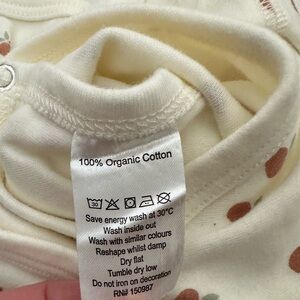 100% Organic Cotton
30
Save energy wash at 30°C
Wash inside out
Wash with similar colours
Reshape whilst damp
Dry flat
Tumble dry low
Do not iron on decoration
RN# 150987